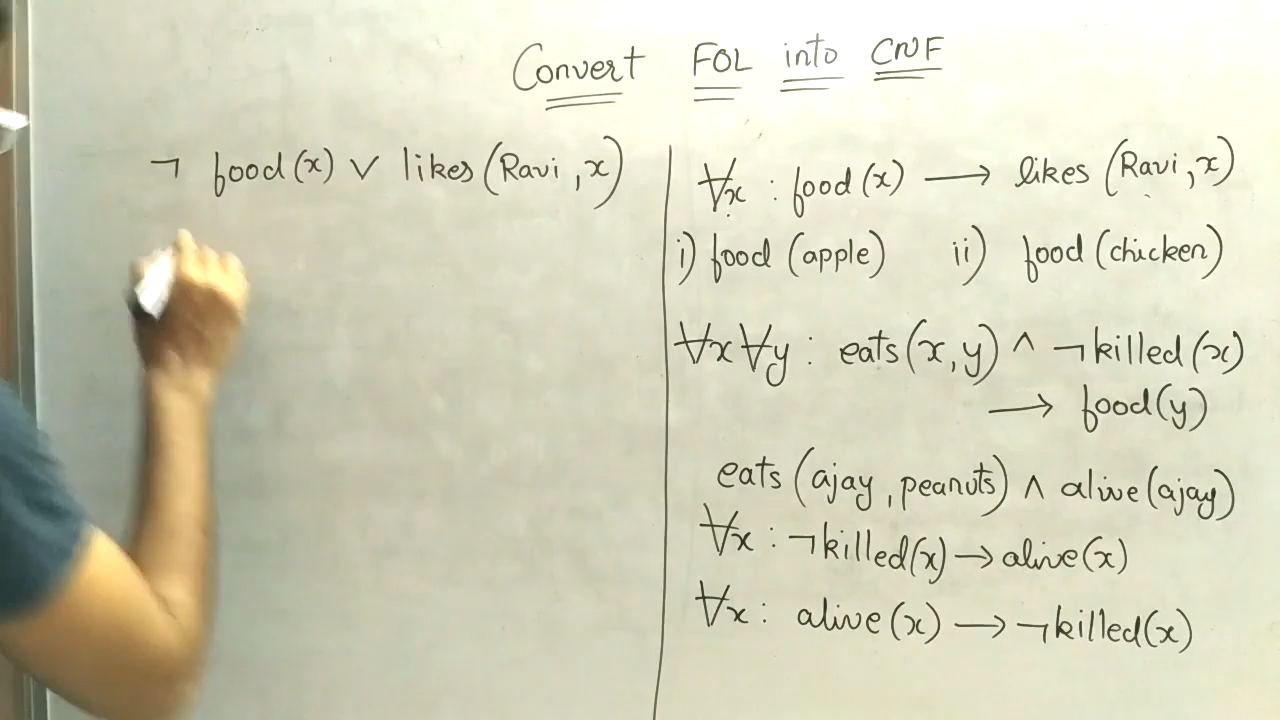 Convert FOL into CNF
¬ food(x) ∨ likes(Ravi,x)
∀x : food(x) ⟶ likes(Ravi,x)
i) food(apple) ii) food(chicken)
∀x∀y : eats(x,y) ∧ ¬killed(x)
⟶ food(y)
eats(ajay,peanuts) ∧ alive(ajay)
∀x : ¬killed(x) ⟶ alive(x)
∀x : alive(x) ⟶ ¬killed(x)